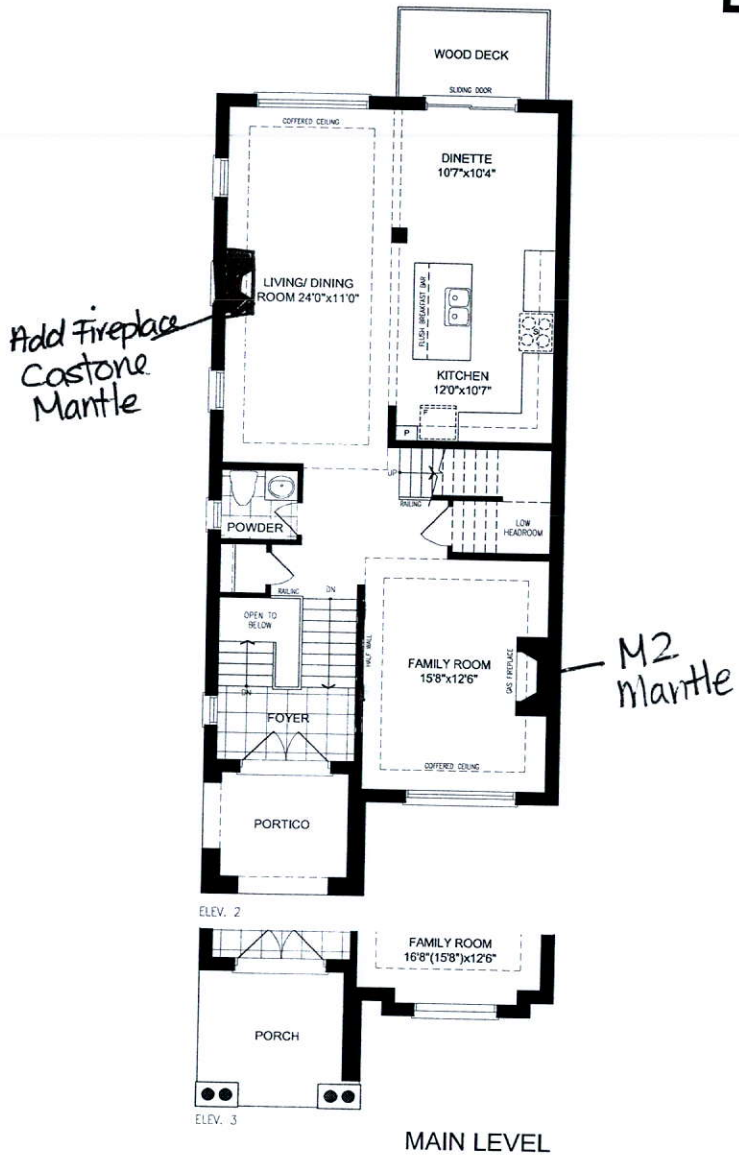 WOOD DECK
SLIDING DOOR
COFFERED CEILING
DINETTE
10'7"x10'4"
LIVING/ DINING
ROOM 24'0"x11'0"
FLUSH BREAKFAST BAR
S
Add Fireplace
Castone
Mantle
KITCHEN
12'0"x10'7"
F
P
UP
RAILING
LOW
HEADROOM
POWDER
RAILING
DN
OPEN TO
BELOW
HALF WALL
DN
FAMILY ROOM
15'8"x12'6"
GAS FIREPLACE
M2
Mantle
FOYER
COFFERED CEILING
PORTICO
ELEV. 2
FAMILY ROOM
16'8"(15'8")x12'6"
PORCH
ELEV. 3
MAIN LEVEL